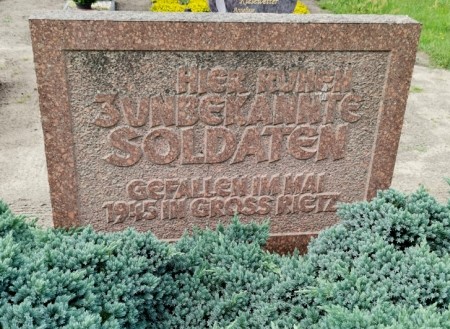 HIER RUHEN
3 UNBEKANNTE
SOLDATEN
GEFALLEN IM MAI
1945 IN GROSS RIETZ